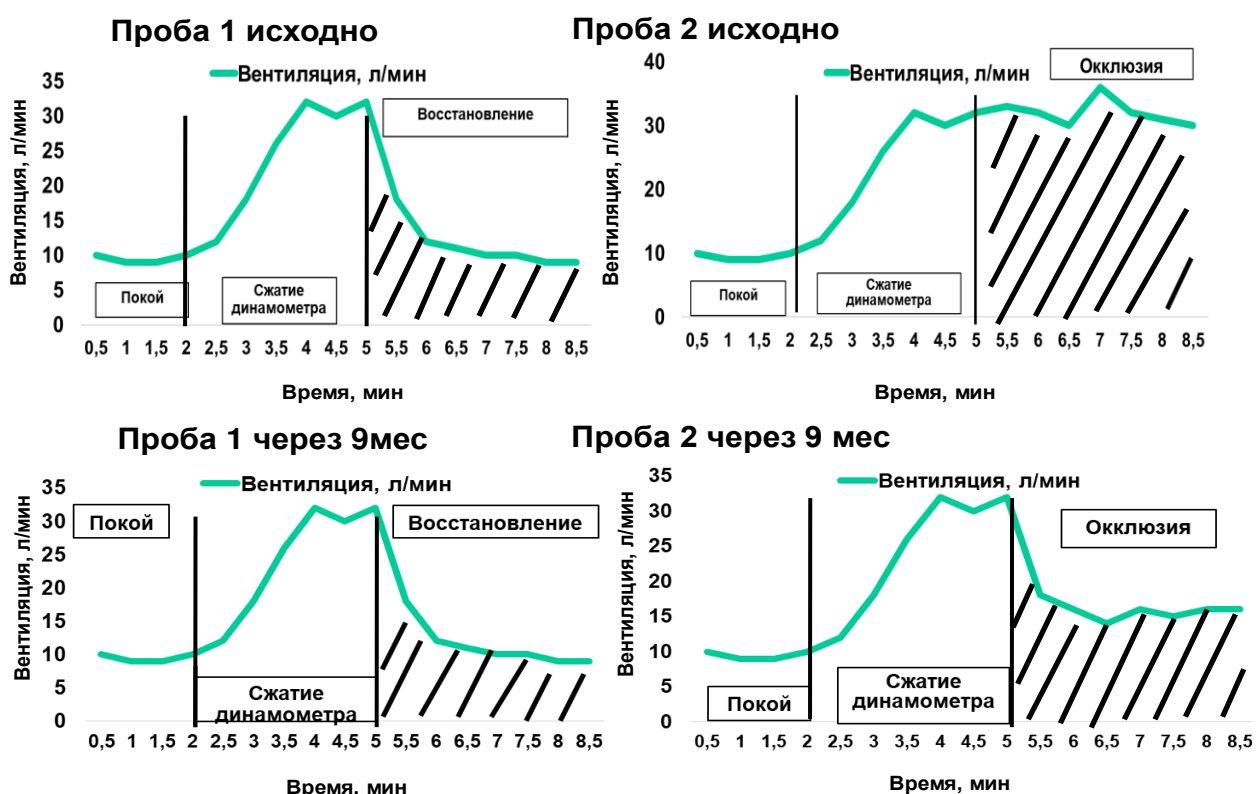 Проба 1 исходно
Вентиляция, л/мин
Вентиляция, л/мин
35
30
25
20
15
10
5
0
Восстановление
Покой
Сжатие
динамометра
0,5 1 1,5 2 2,5 3 3,5 4 4,5 5 5,5 6 6,5 7 7,5 8 8,5
Время, мин
Проба 2 исходно
Вентиляция, л/мин
Вентиляция, л/мин
40
30
20
10
0
Окклюзия
Покой
Сжатие
динамометра
0,5 1 1,5 2 2,5 3 3,5 4 4,5 5 5,5 6 6,5 7 7,5 8 8,5
Время, мин
Проба 1 через 9мес
Вентиляция, л/мин
Вентиляция, л/мин
35
30
25
20
15
10
5
0
Покой
Восстановление
Сжатие
динамометра
0,5 1 1,5 2 2,5 3 3,5 4 4,5 5 5,5 6 6,5 7 7,5 8 8,5
Время, мин
Проба 2 через 9 мес
Вентиляция, л/мин
Вентиляция, л/мин
35
30
25
20
15
10
5
0
Окклюзия
Покой
Сжатие
динамометра
0,5 1 1,5 2 2,5 3 3,5 4 4,5 5 5,5 6 6,5 7 7,5 8 8,5
Время, мин